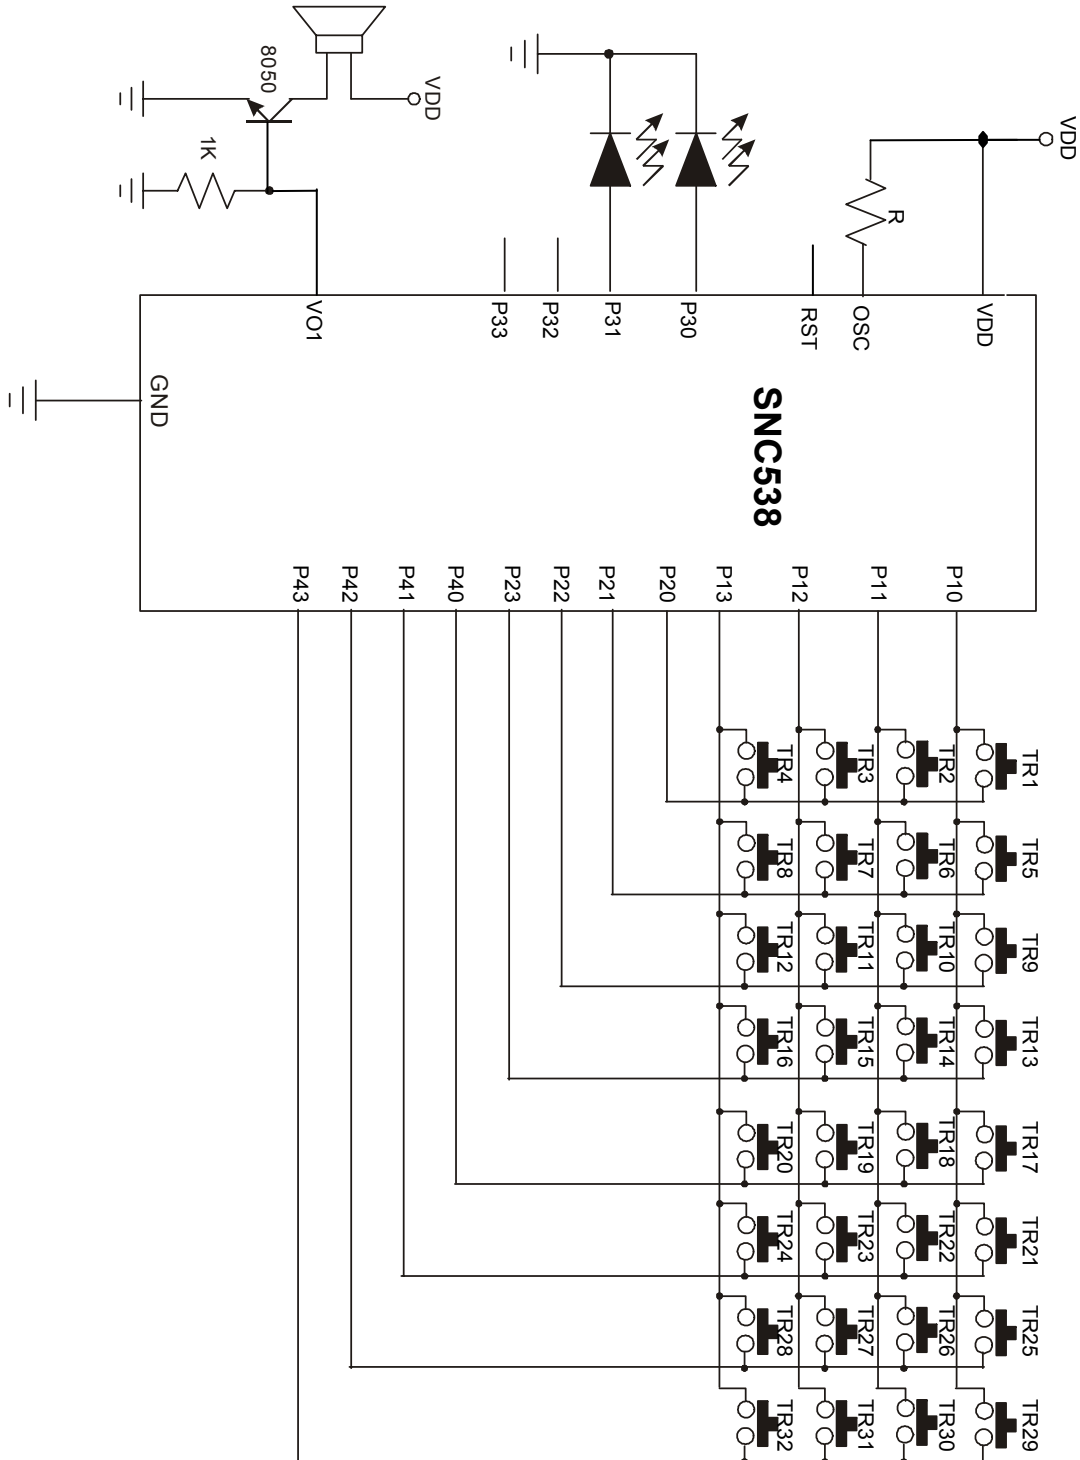 8050
VDD
VDD
1K
R
VO1
P33
P32
P31
P30
RST
OSC
VDD
GND
SNC538
P43
P42
P41
P40
P23
P22
P21
P20
P13
P12
P11
P10
TR4
TR3
TR2
TR1
TR8
TR7
TR6
TR5
TR12
TR11
TR10
TR9
TR16
TR15
TR14
TR13
TR20
TR19
TR18
TR17
TR24
TR23
TR22
TR21
TR28
TR27
TR26
TR25
TR32
TR31
TR30
TR29